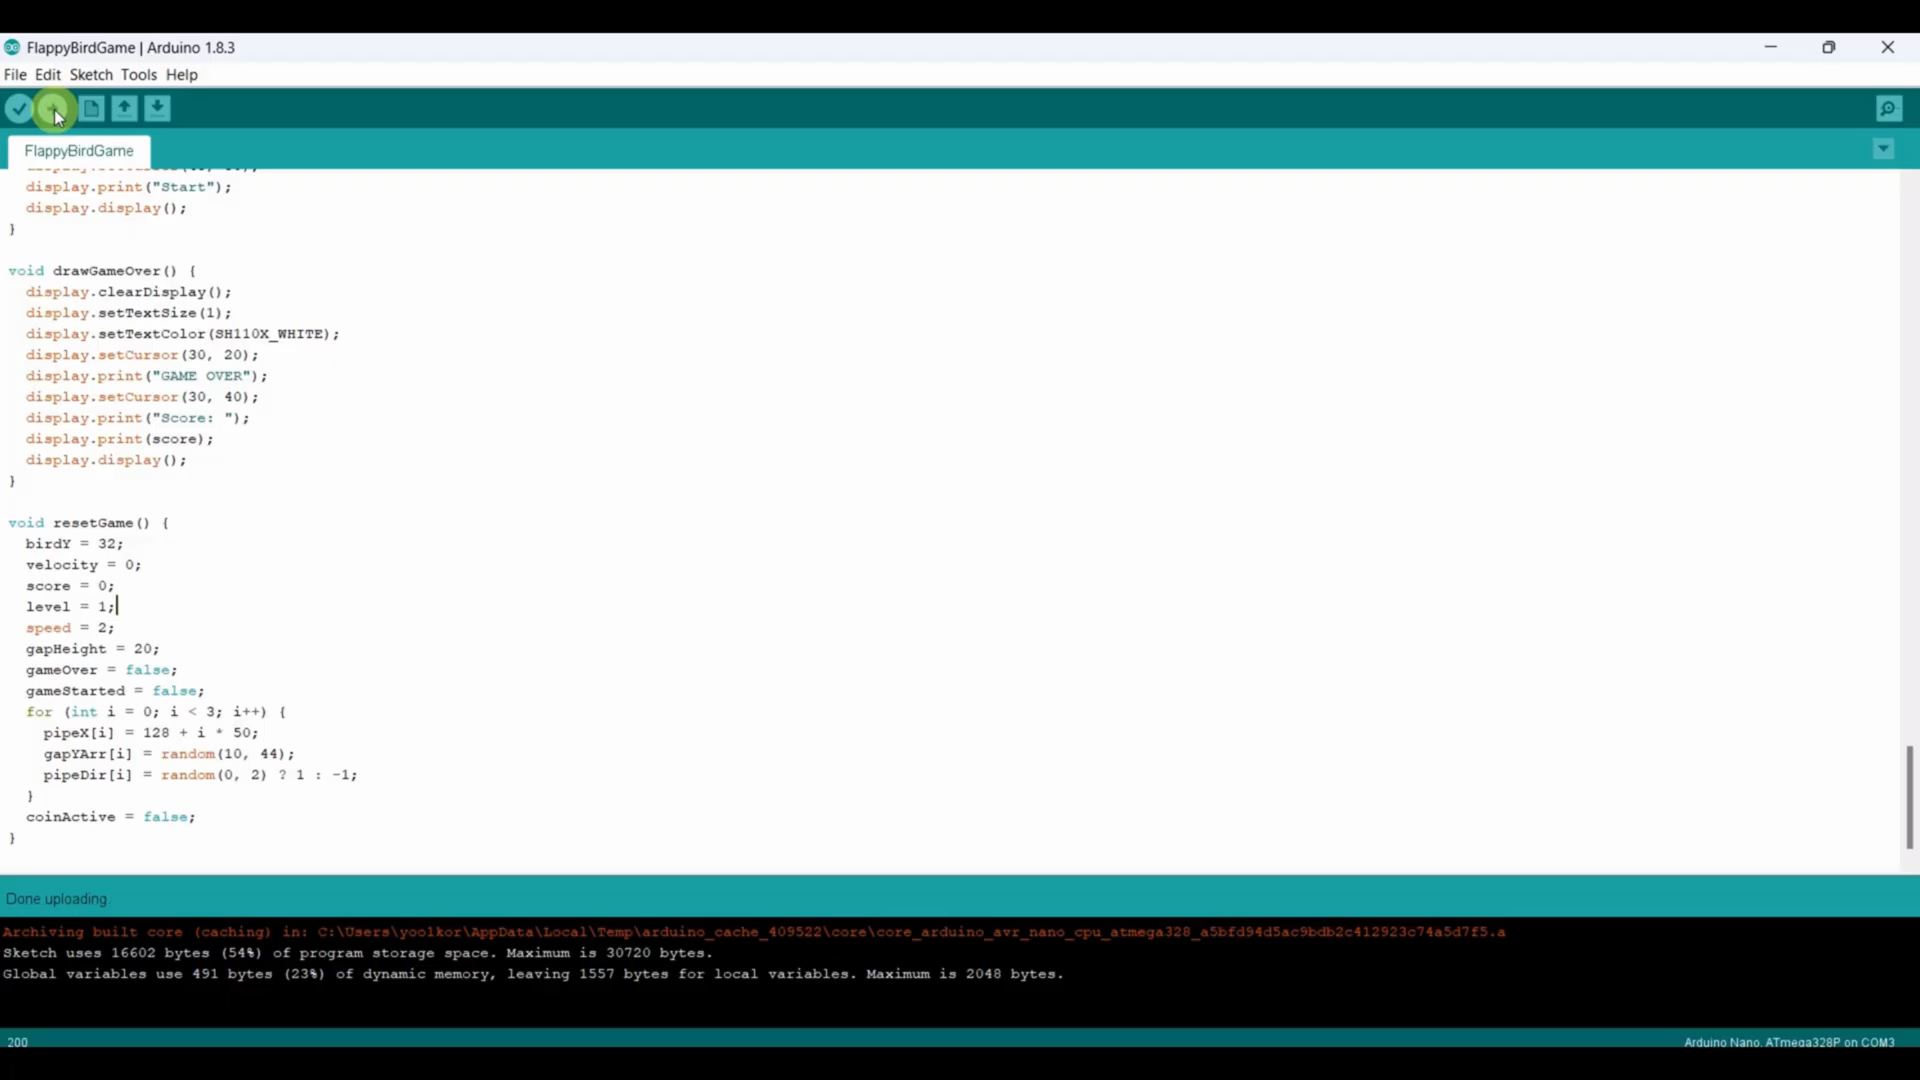 FlappyBirdGame | Arduino 1.8.3
File Edit Sketch Tools Help
FlappyBirdGame
display.print("Start");
display.display();
}
void drawGameOver() {
display.clearDisplay();
display.setTextSize(1);
display.setTextColor(SH110X_WHITE);
display.setCursor(30, 20);
display.print("GAME OVER");
display.setCursor(30, 40);
display.print("Score: ");
display.print(score);
display.display();
}
void resetGame() {
birdY = 32;
velocity = 0;
score = 0;
level = 1;
speed = 2;
gapHeight = 20;
gameOver = false;
gameStarted = false;
for (int i = 0; i < 3; i++) {
pipeX[i] = 128 + i * 50;
gapYArr[i] = random(10, 44);
pipeDir[i] = random(0, 2) ? 1 : -1;
}
coinActive = false;
}
Done uploading
Archiving built core (caching) in: C:\Users\yoolkor\AppData\Local\Temp\arduino_cache_409522\core\core_arduino_avr_nano_cpu_atmega328_a5bfd94d5ac9bdb2c412923c74a5d7f5.a
Sketch uses 16602 bytes (54%) of program storage space. Maximum is 30720 bytes.
Global variables use 491 bytes (23%) of dynamic memory, leaving 1557 bytes for local variables. Maximum is 2048 bytes.
200
Arduino Nano, ATmega328P on COM3